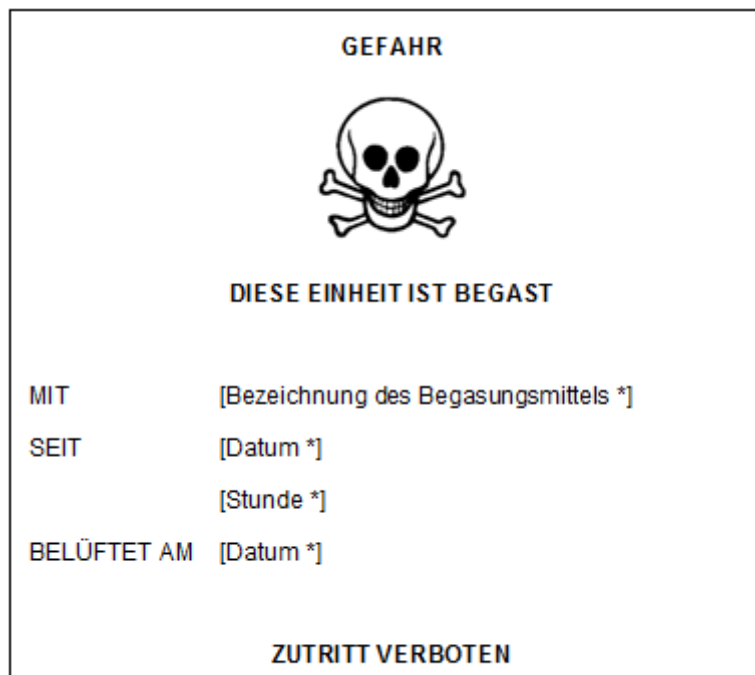 GEFAHR
DIESE EINHEIT IST BEGAST
MIT [Bezeichnung des Begasungsmittels *]
SEIT [Datum *]
[Stunde *]
BELÜFTET AM [Datum *]
ZUTRITT VERBOTEN